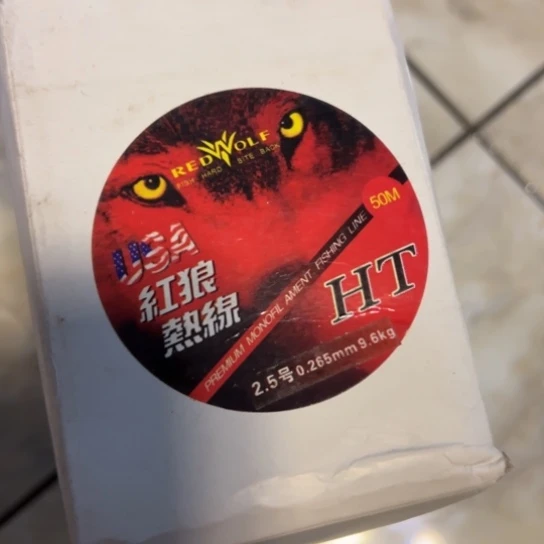 REDWOLF
FISH HARD BITE BACK
50M
USA
紅狼
熱線
PREMIUM MONOFILAMENT FISHING LINE
HT
2.5号 0.265mm 9.6kg